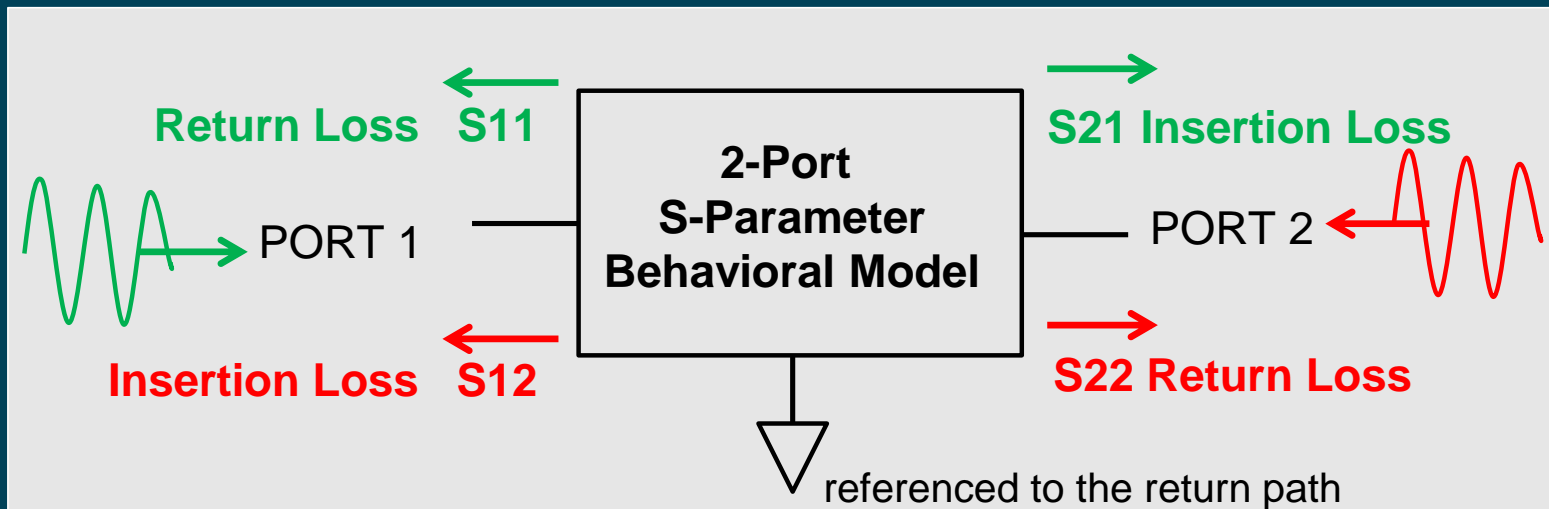 Return Loss S11
S21 Insertion Loss
2-Port
S-Parameter
Behavioral Model
PORT 1
PORT 2
Insertion Loss S12
S22 Return Loss
referenced to the return path